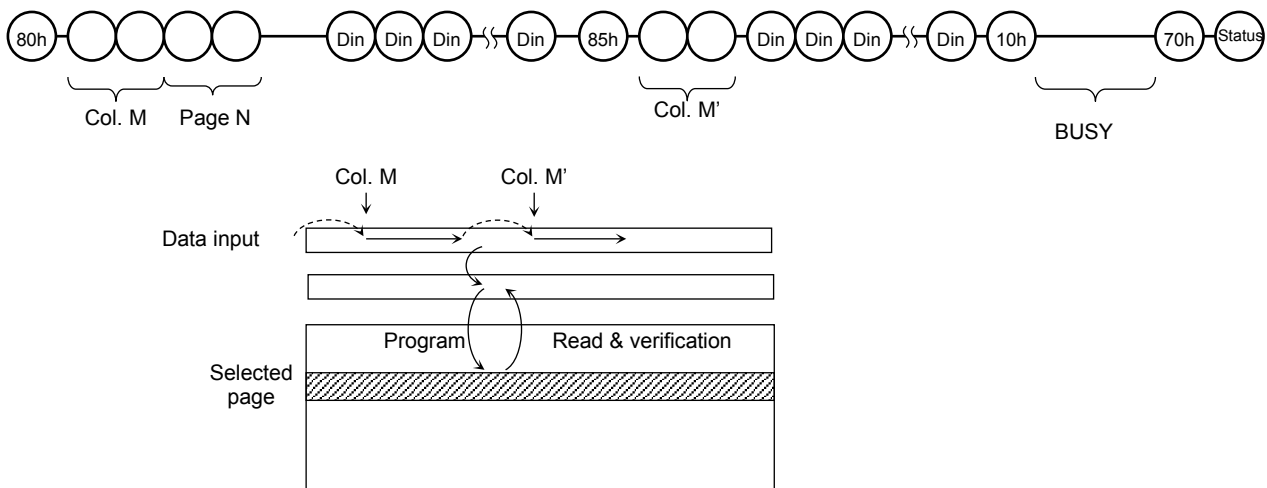 80h Din Din Din Din 85h Din Din Din Din 10h 70h Status
Col. M Page N Col. M' BUSY
Col. M Col. M'
Data input
Program Read & verification
Selected
page